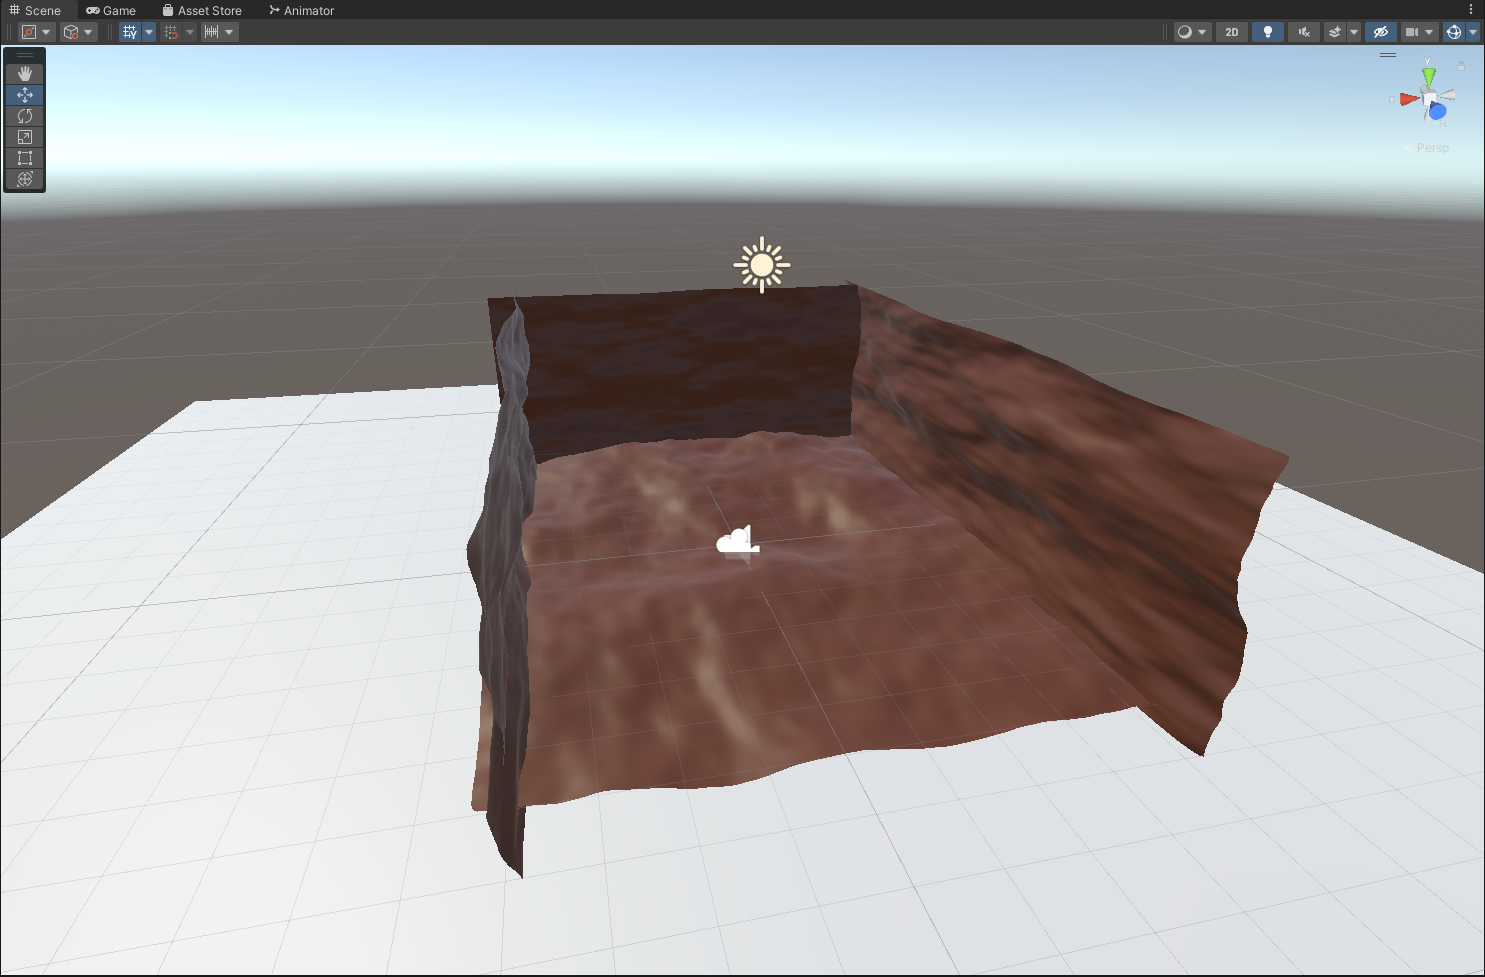 Scene Game Asset Store Animator
2D
y
x
z
Persp